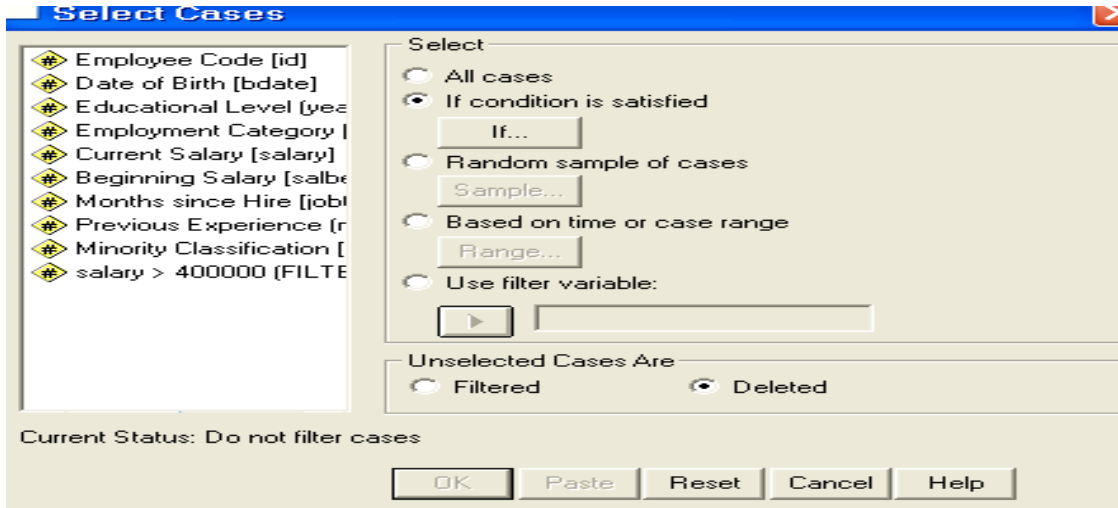 Select Cases
Employee Code [id]
Date of Birth [bdate]
Educational Level [yea
Employment Category [
Current Salary [salary]
Beginning Salary [salbe
Months since Hire [jobt
Previous Experience [r
Minority Classification [
salary > 400000 (FILTE
Select
All cases
If condition is satisfied
If...
Random sample of cases
Sample...
Based on time or case range
Range...
Use filter variable:
Unselected Cases Are
Filtered Deleted
Current Status: Do not filter cases
OK Paste Reset Cancel Help